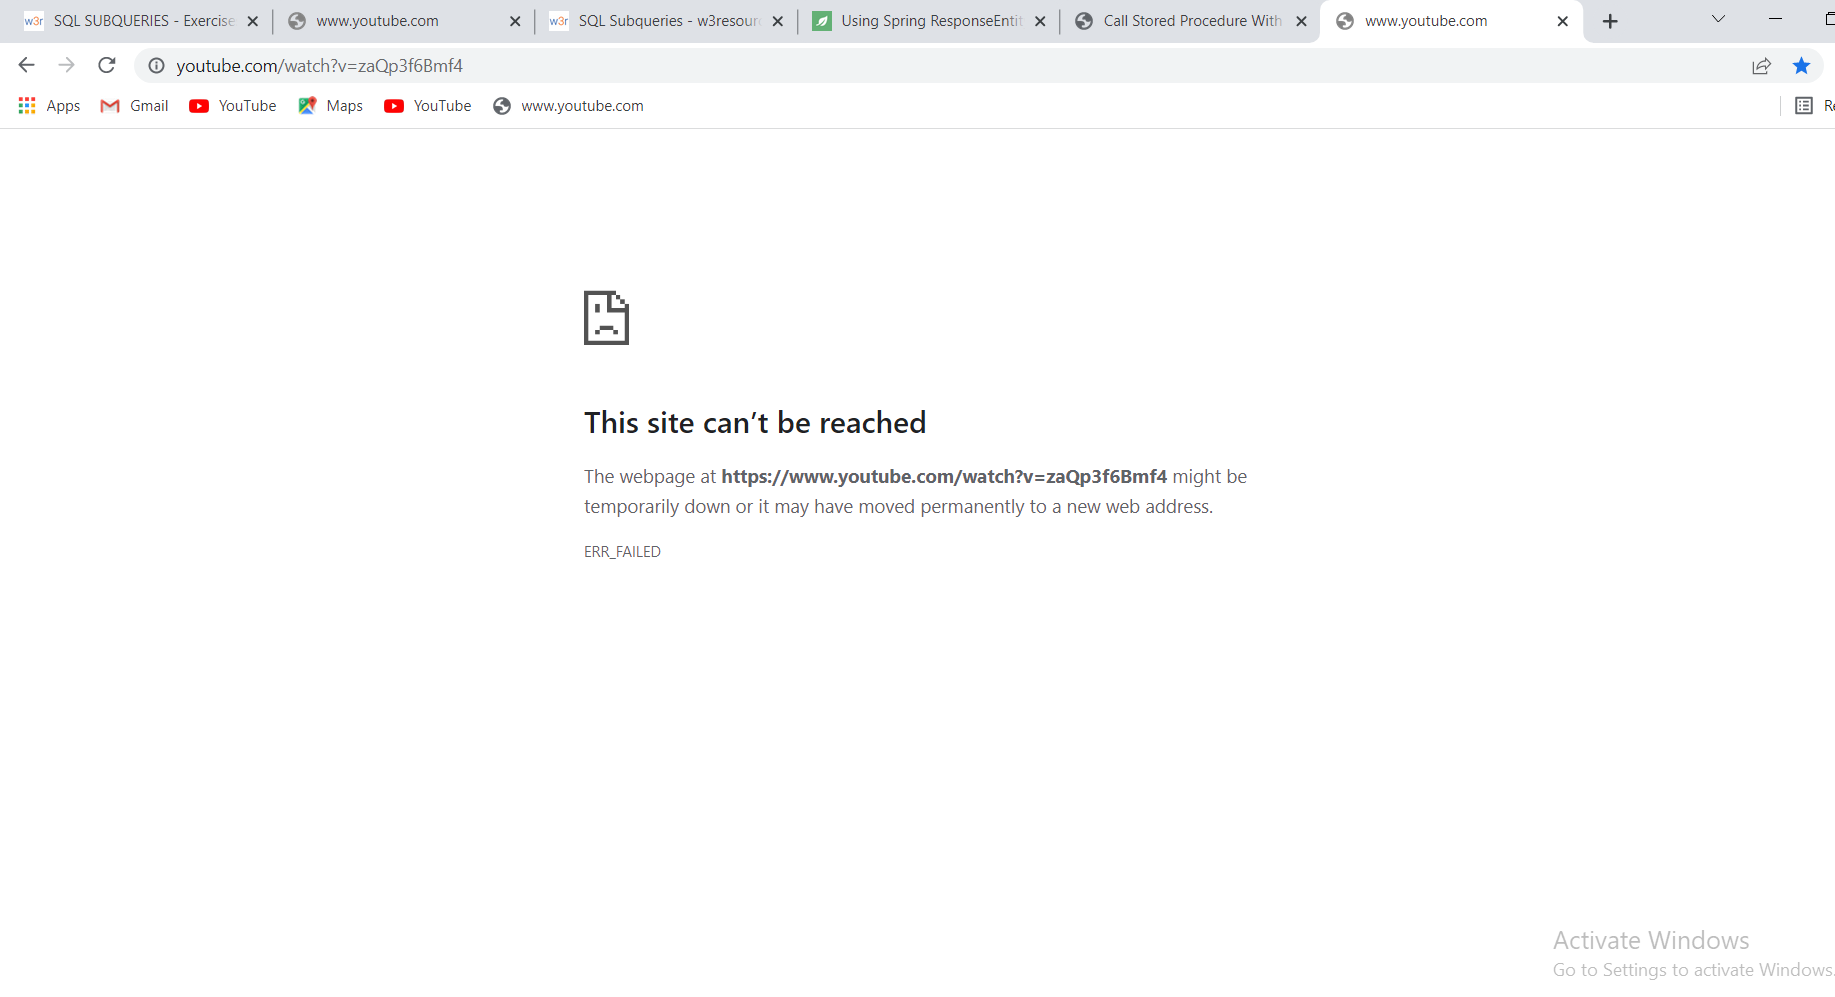 w3r SQL SUBQUERIES - Exercise
www.youtube.com
w3r SQL Subqueries - w3resour
Using Spring ResponseEntit
Call Stored Procedure With
www.youtube.com
youtube.com/watch?v=zaQp3f6Bmf4
Apps
Gmail
YouTube
Maps
YouTube
www.youtube.com
Re
This site can’t be reached
The webpage at https://www.youtube.com/watch?v=zaQp3f6Bmf4 might be
temporarily down or it may have moved permanently to a new web address.
ERR_FAILED
Activate Windows
Go to Settings to activate Windows.